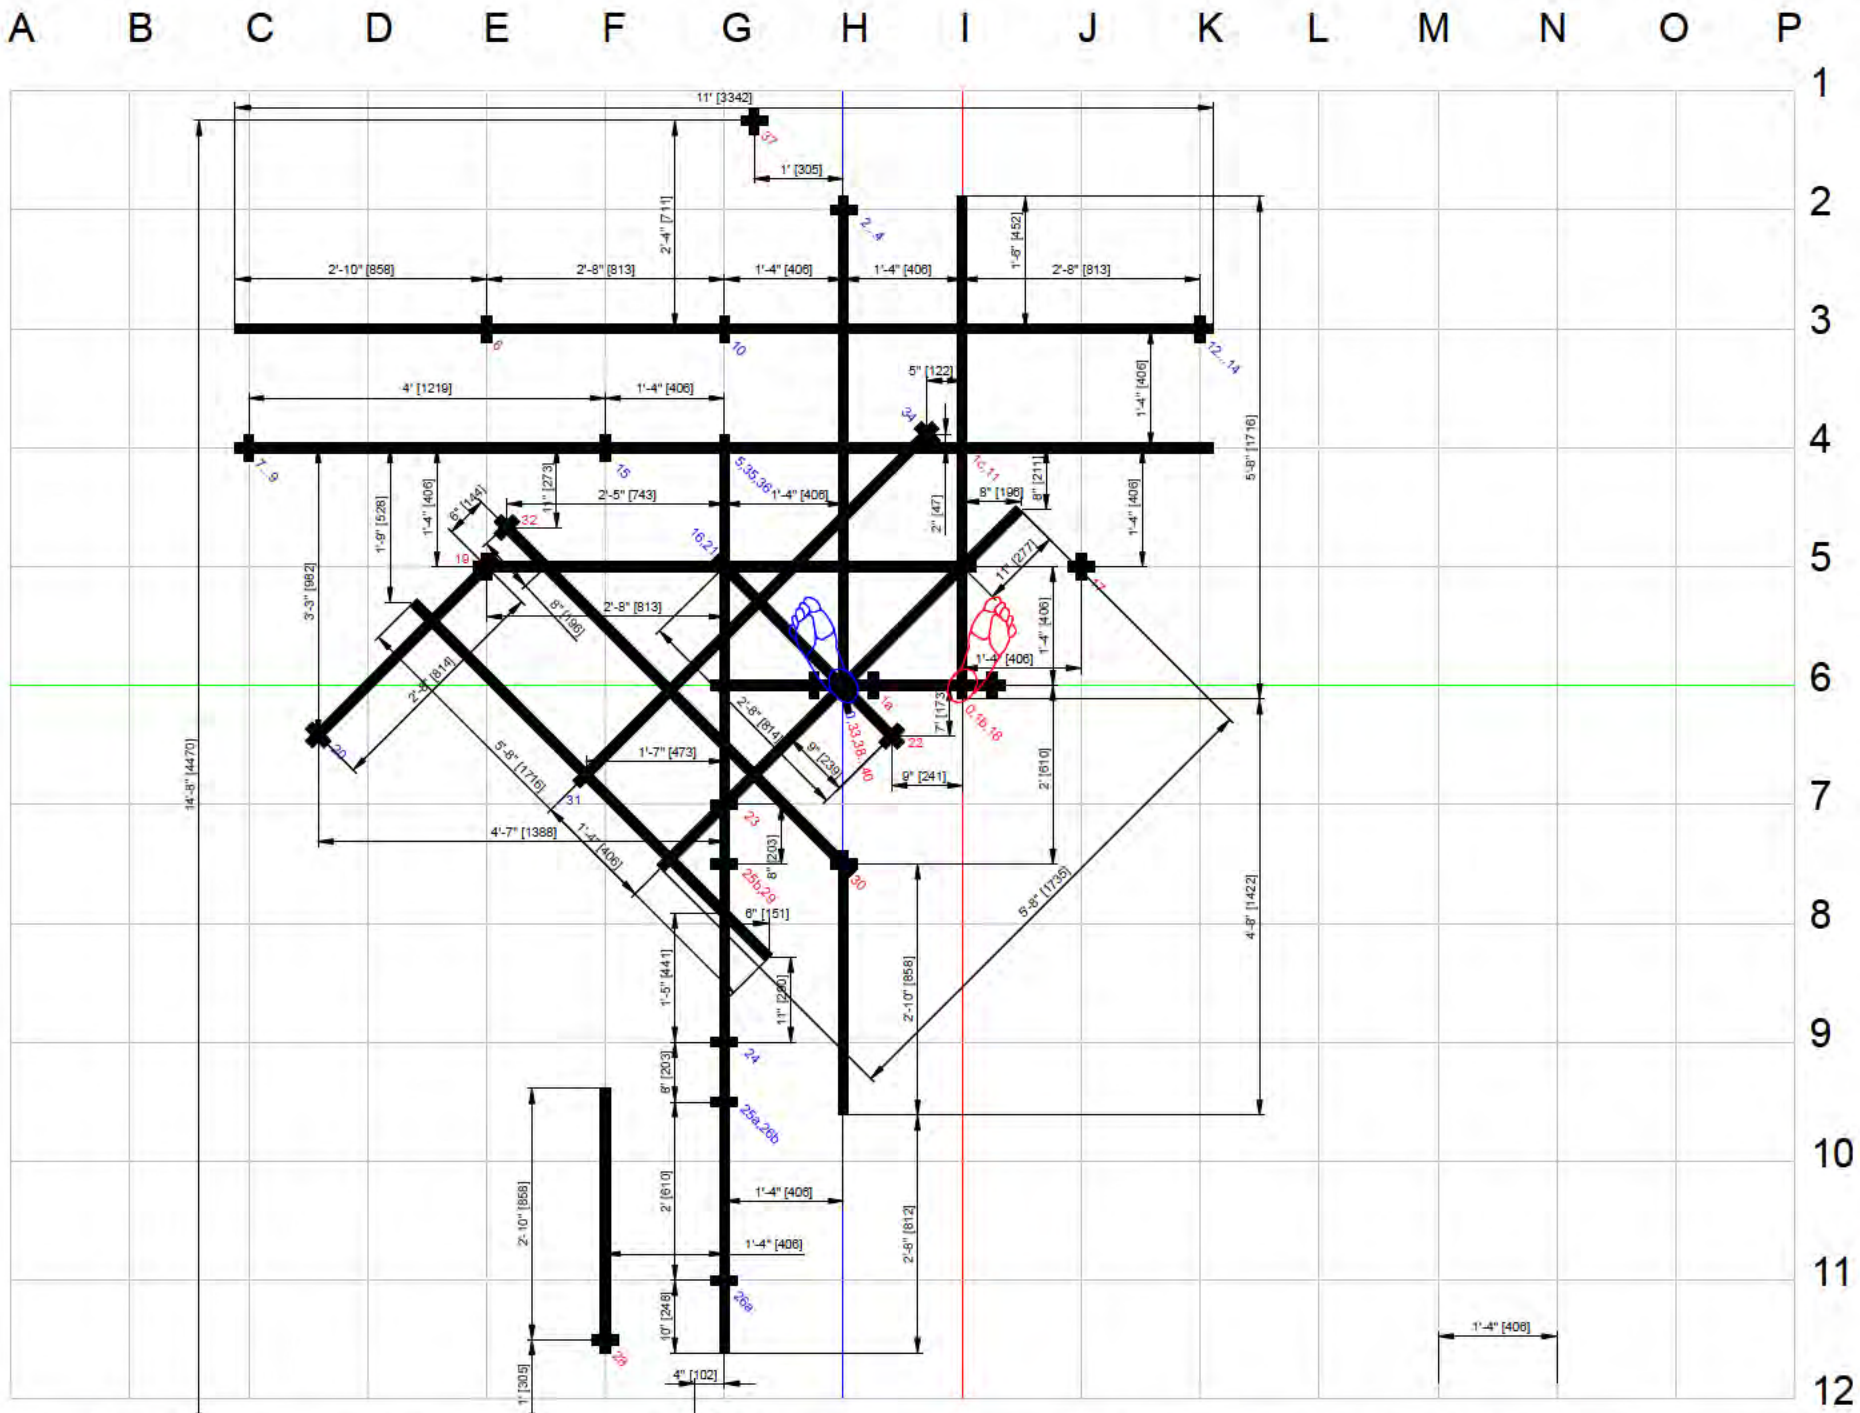 A B C D E F G H I J K L M N O P
1
11' [3342]
37
1' [305]
2
2...4
2'-4" [711]
1'-6" [452]
2'-10" [858] 2'-8" [813] 1'-4" [406] 1'-4" [406] 2'-8" [813]
3
6 10 12...14
5" [122]
4' [1219] 1'-4" [406] 1'-4" [406]
34
5'-8" [1716]
4
7...9 15 5,35,36 1c,11
6" [144] 32 11" [273] 2'-5" [743] 1'-4" [406] 8" [196] 8" [211]
1'-9" [528] 1'-4" [406] 2" [47] 1'-4" [406]
19 16,21 11" [277] 17
5
3'-3" [982] 8" [196] 2'-8" [813] 1'-4" [406]
2'-8" [814] 1'-4" [406]
6
1a 0,1b,18 7" [173]
20 2'-8" [814] 9" [239] 0,33,38...40 22
5'-8" [1716] 1'-7" [473] 9" [241] 2' [610]
14'-8" [4470]
31
7
23
4'-7" [1388] 1'-4" [406] 8" [203]
25b,29 30
5'-8" [1735]
8
6" [151]
4'-8" [1422]
1'-5" [441] 2'-10" [858]
9
24
8" [203]
25a,26b
10
2'-10" [858] 2' [610] 1'-4" [406]
2'-8" [812]
1'-4" [406]
11
26a
10" [248]
28
1'-4" [406]
1' [305] 4" [102]
12